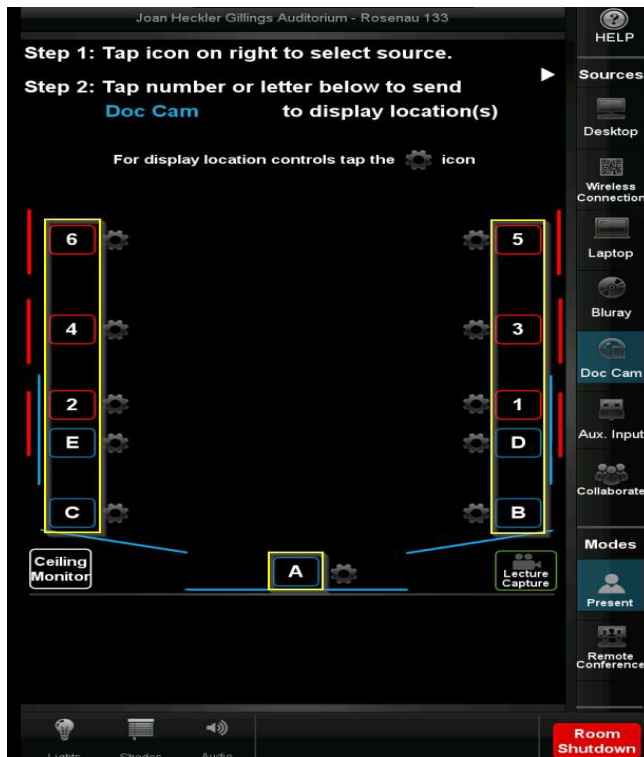 Joan Heckler Gillings Auditorium - Rosenau 133
HELP
Step 1: Tap icon on right to select source.
Step 2: Tap number or letter below to send
Doc Cam to display location(s)
For display location controls tap the icon
6
5
4
3
2
1
E
D
C
B
A
Ceiling
Monitor
Lecture
Capture
Sources
Desktop
Wireless
Connection
Laptop
Bluray
Doc Cam
Aux. Input
Collaborate
Modes
Present
Remote
Conference
Lights
Shades
Audio
Room
Shutdown